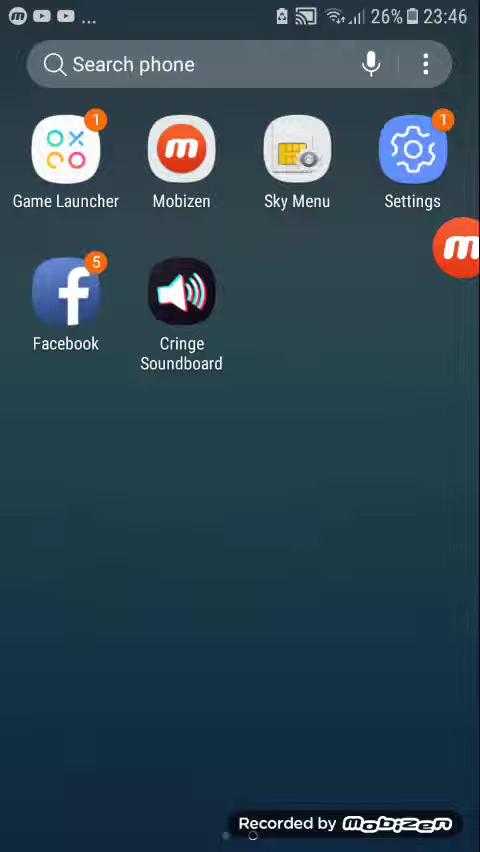 ... 26% 23:46
Search phone
1 1
Game Launcher Mobizen Sky Menu Settings
5
Facebook Cringe
Soundboard
Recorded by Mobizen